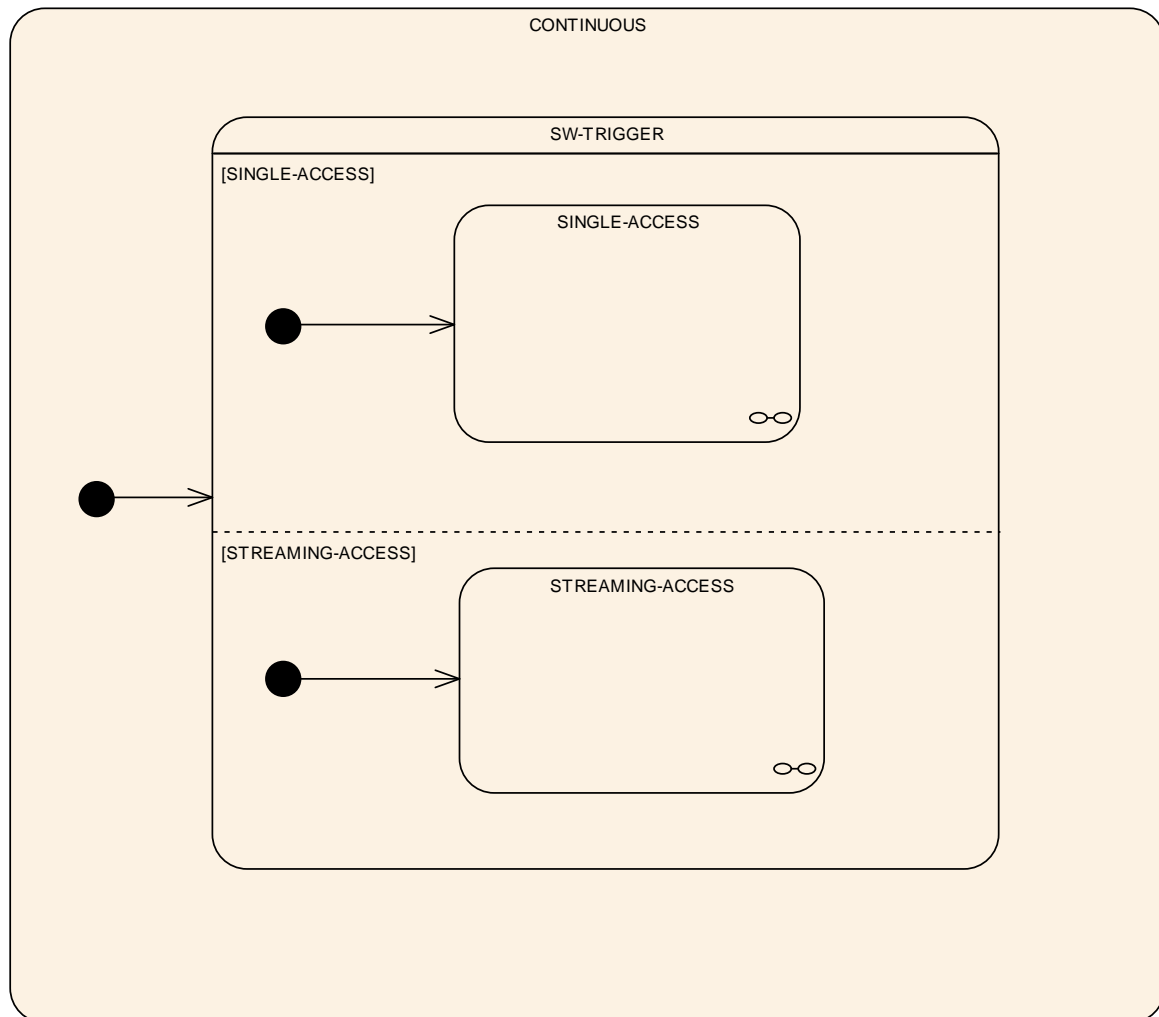 CONTINUOUS
SW-TRIGGER
[SINGLE-ACCESS]
SINGLE-ACCESS
[STREAMING-ACCESS]
STREAMING-ACCESS